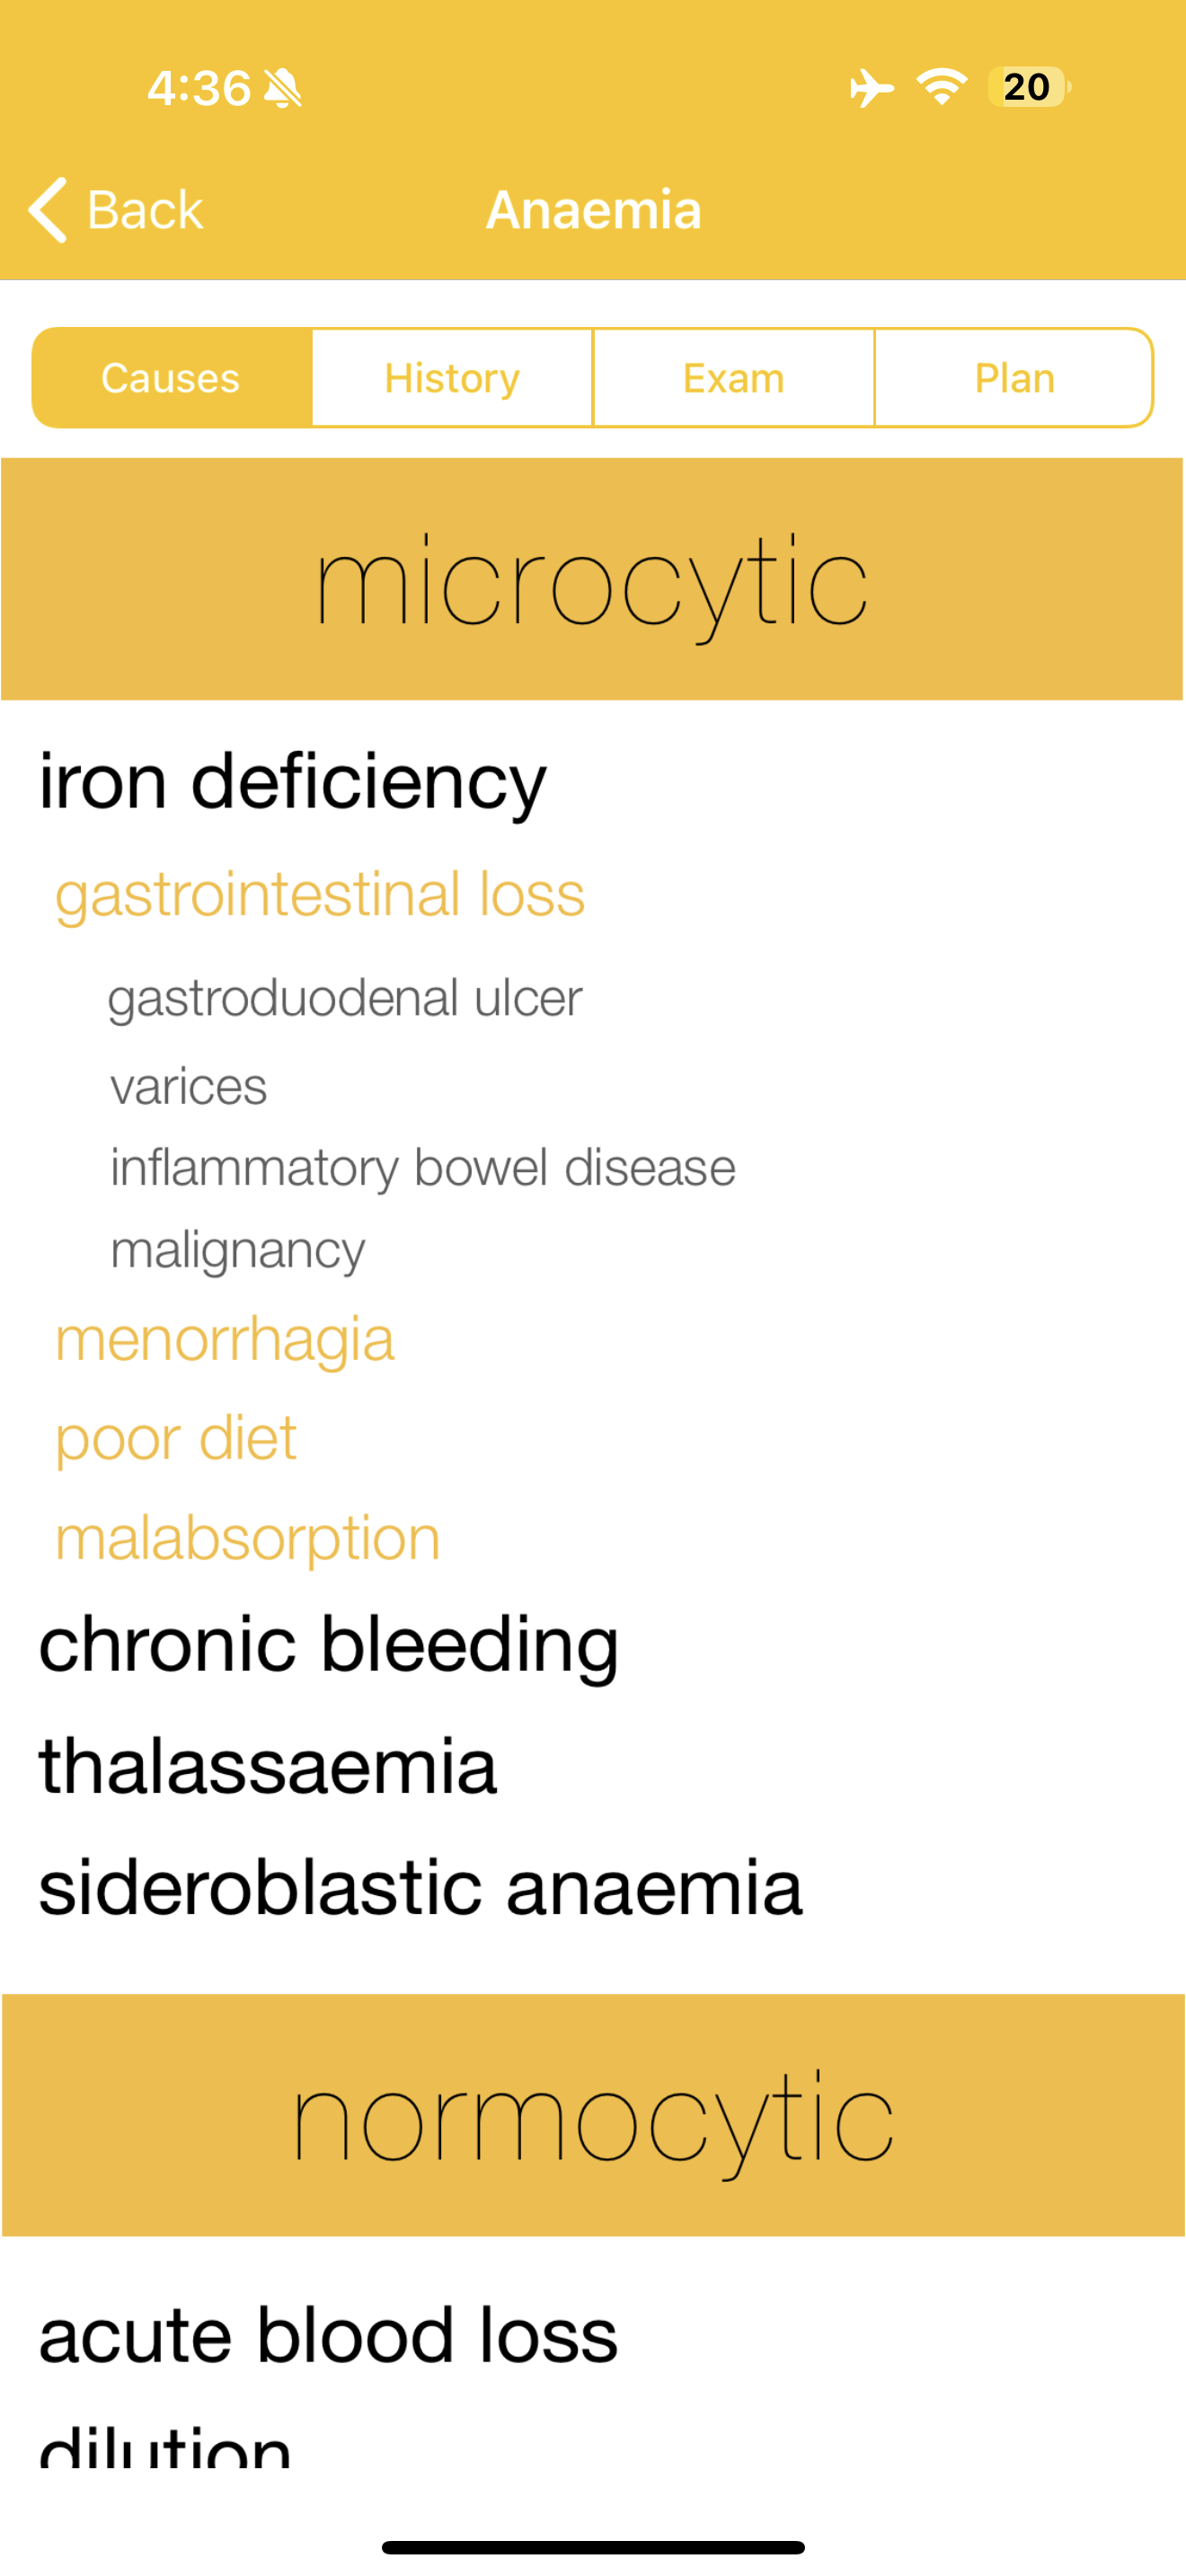 4:36
20
Back
Anaemia
Causes
History
Exam
Plan
microcytic
iron deficiency
gastrointestinal loss
gastroduodenal ulcer
varices
inflammatory bowel disease
malignancy
menorrhagia
poor diet
malabsorption
chronic bleeding
thalassaemia
sideroblastic anaemia
normocytic
acute blood loss
dilution